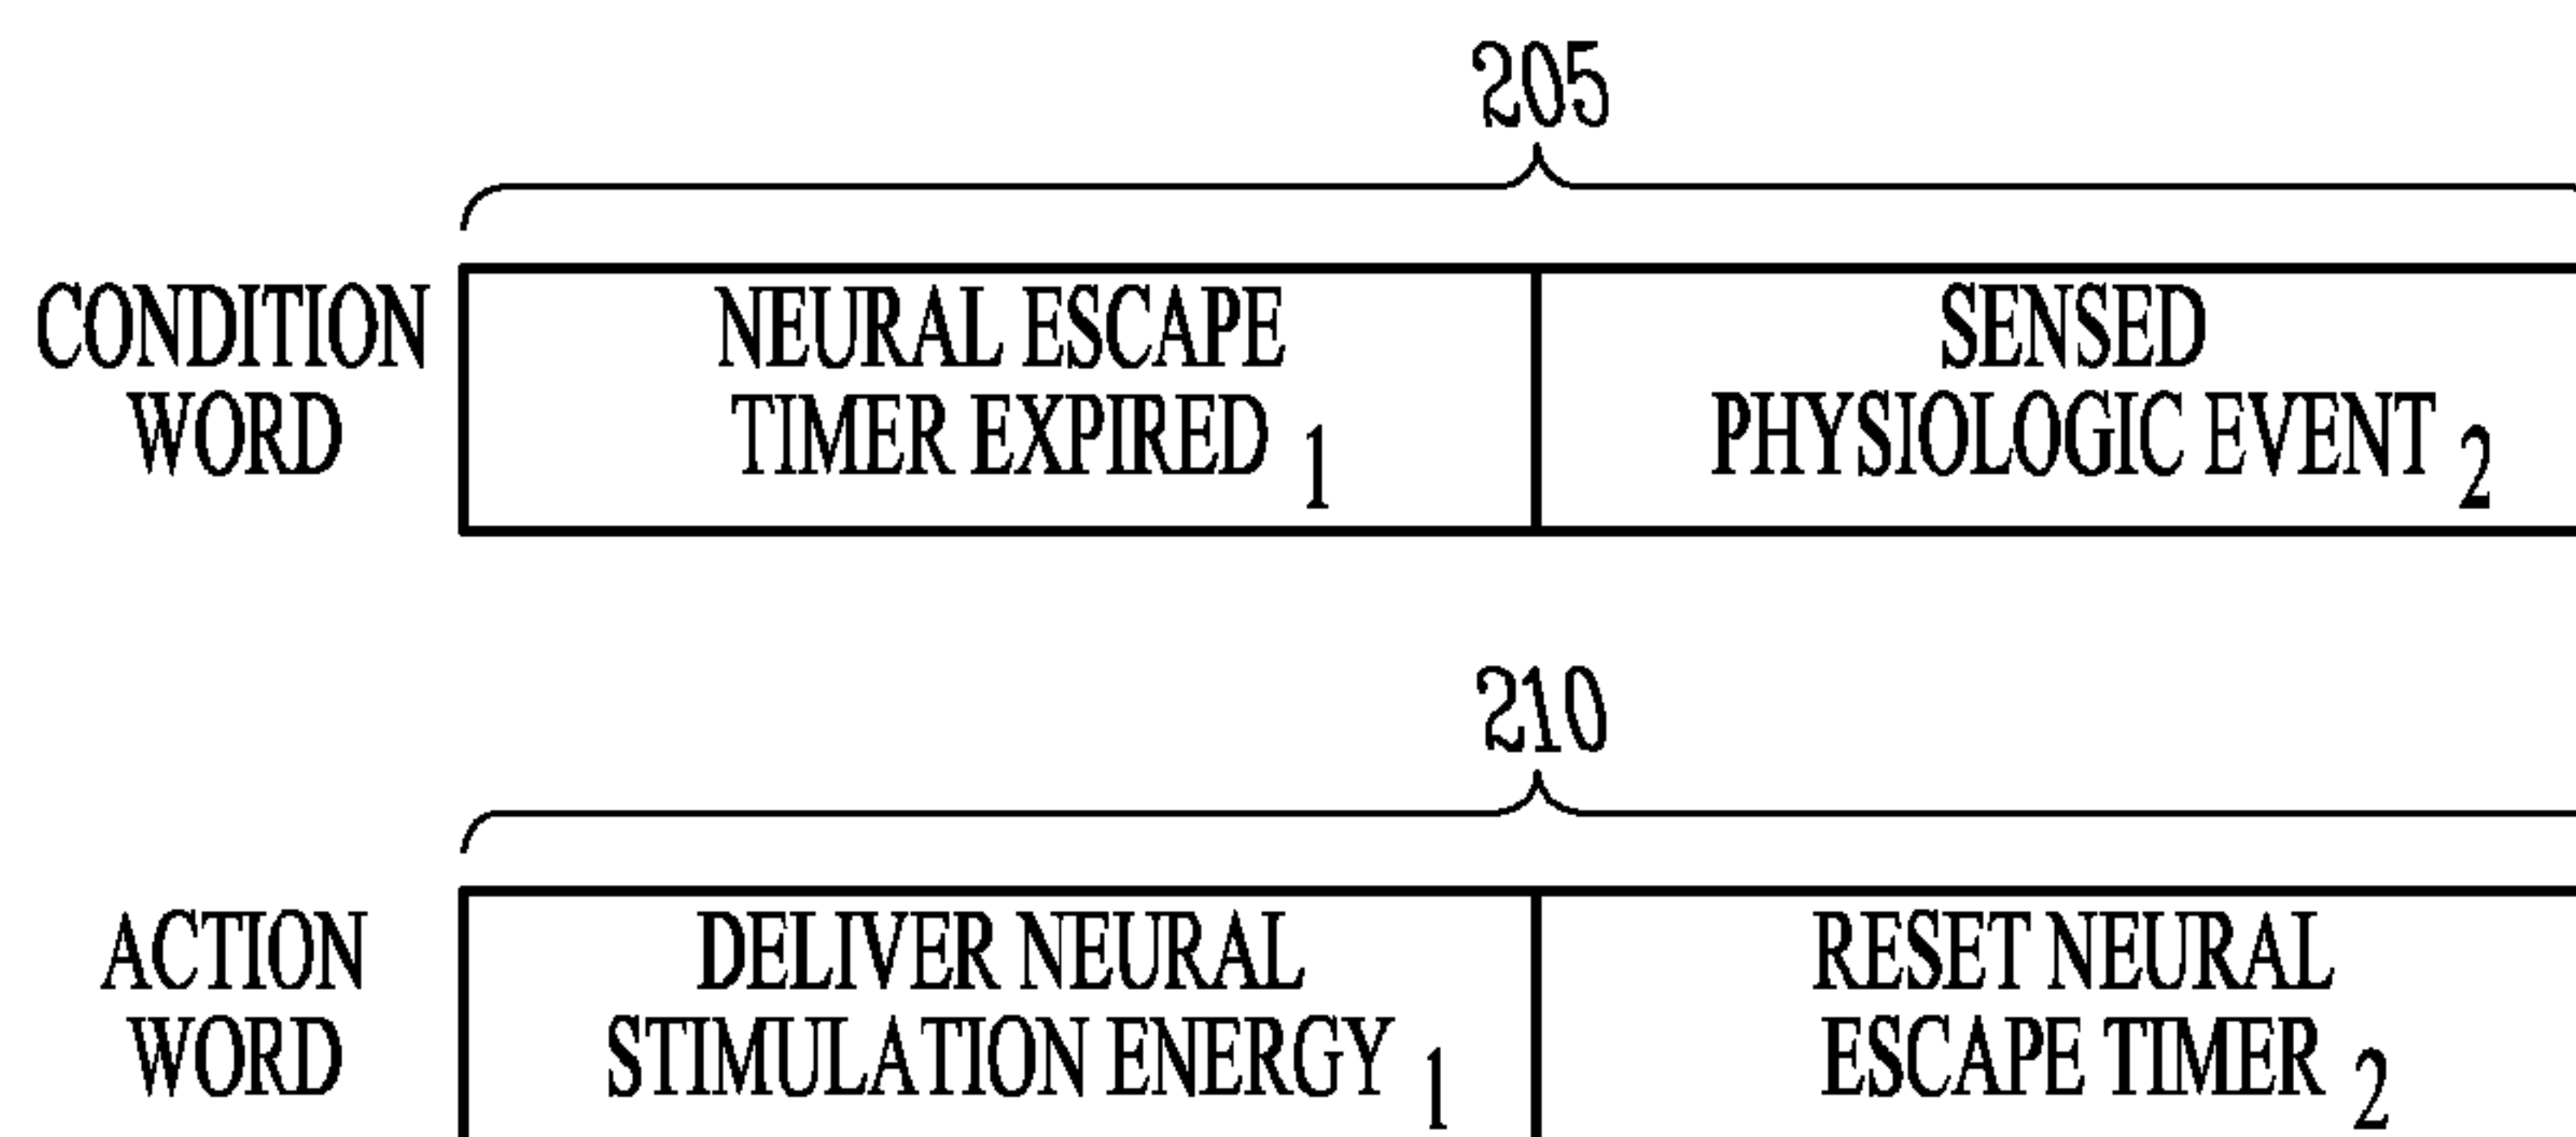 205
CONDITION
WORD
NEURAL ESCAPE
TIMER EXPIRED 1
SENSED
PHYSIOLOGIC EVENT 2
210
ACTION
WORD
DELIVER NEURAL
STIMULATION ENERGY 1
RESET NEURAL
ESCAPE TIMER 2